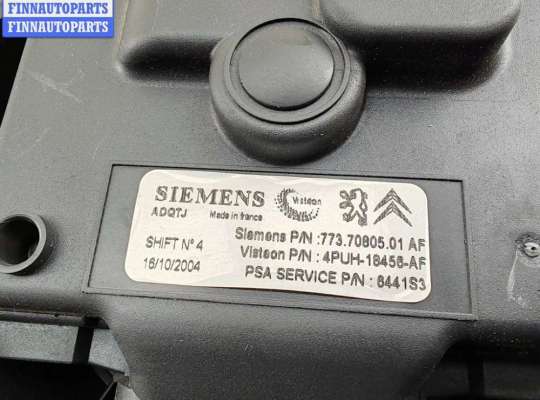 FINNAUTOPARTS
FINNAUTOPARTS
SIEMENS Visteon
ADQTJ Made in france
Siemens P/N :773.70805.01 AF
SHIFT N° 4 Visteon P/N : 4PUH-18456-AF
16/10/2004 PSA SERVICE P/N : 6441S3